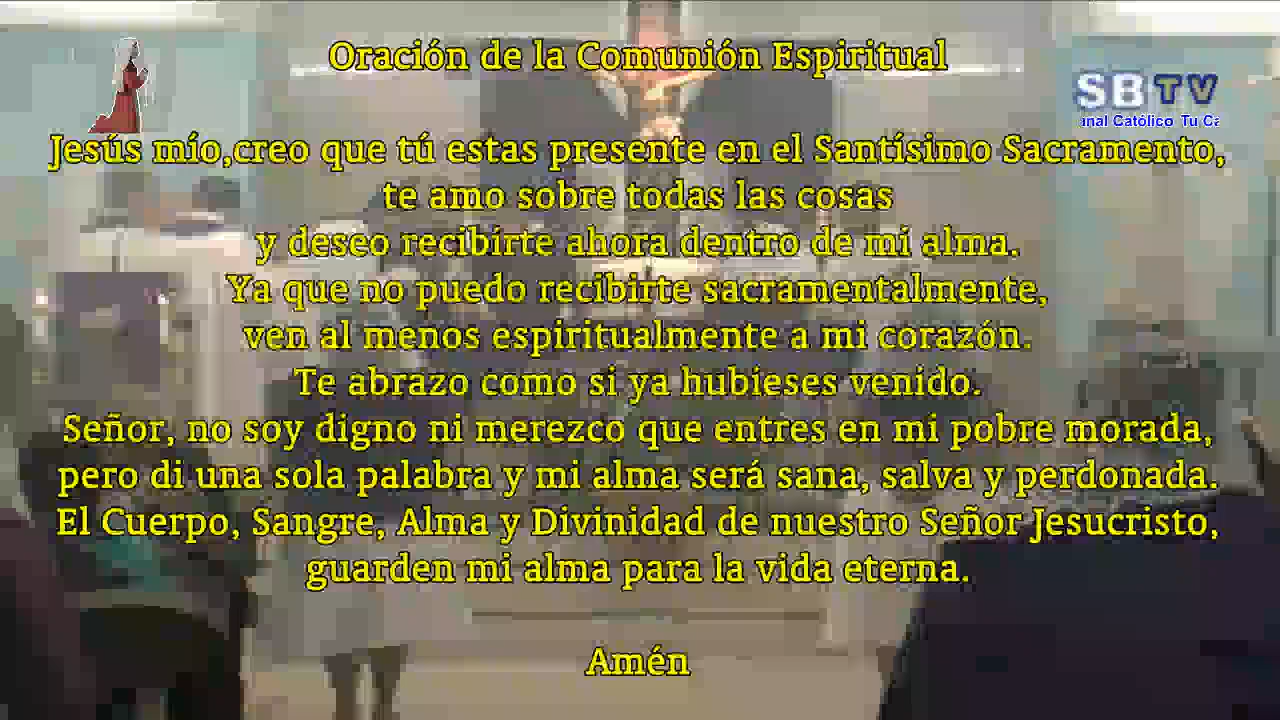 Oración de la Comunión Espiritual
SBTV
anal Católico Tu Ca
Jesús mío,creo que tú estas presente en el Santísimo Sacramento,
te amo sobre todas las cosas
y deseo recibirte ahora dentro de mi alma.
Ya que no puedo recibirte sacramentalmente,
ven al menos espiritualmente a mi corazón.
Te abrazo como si ya hubieses venido.
Señor, no soy digno ni merezco que entres en mi pobre morada,
pero di una sola palabra y mi alma será sana, salva y perdonada.
El Cuerpo, Sangre, Alma y Divinidad de nuestro Señor Jesucristo,
guarden mi alma para la vida eterna.
Amén